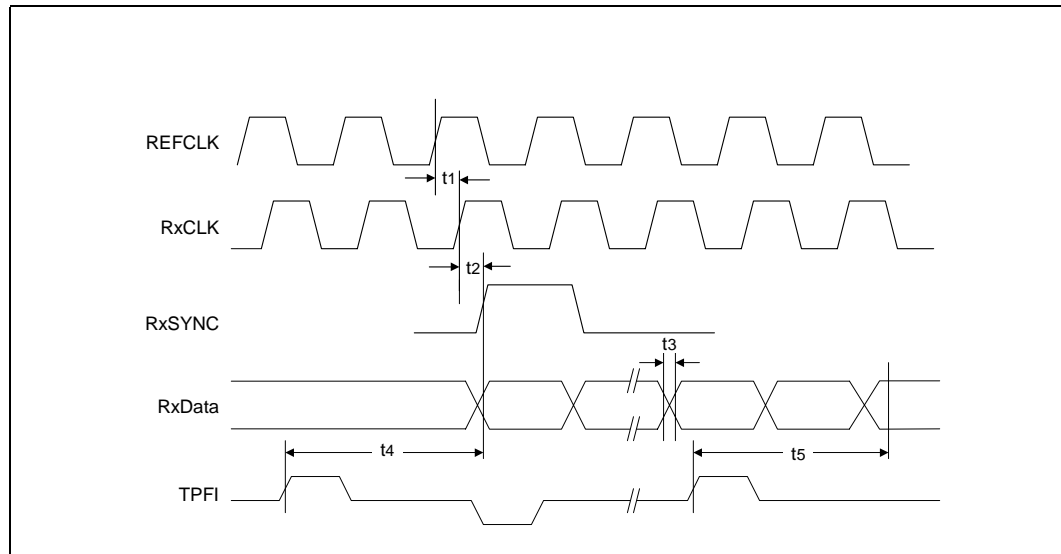 REFCLK
t1
RxCLK
t2
RxSYNC
t3
RxData
t4
t5
TPFI